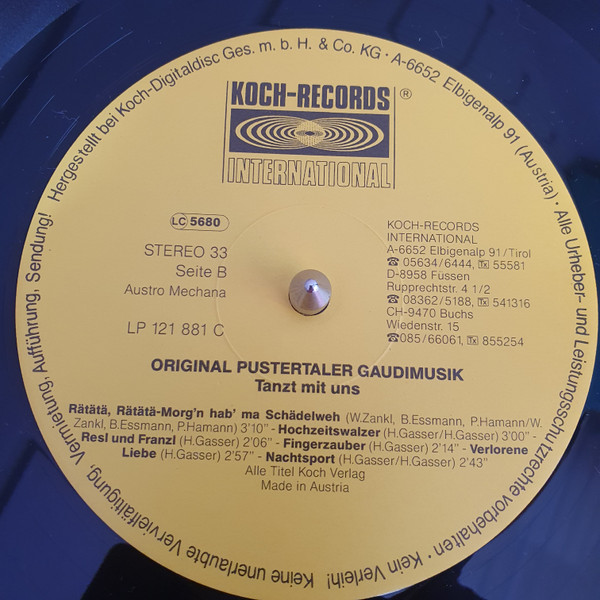 Hergestellt bei Koch-Digitaldisc Ges. m. b. H. & Co. KG · A-6652 Elbigenalp 91 (Austria) · Alle Urheber- und Leistungsschutzrechte vorbehalten · Kein Verleih! Keine unerlaubte Vervielfältigung, Vermietung, Aufführung, Sendung!
KOCH-RECORDS ®
INTERNATIONAL
LC 5680
STEREO 33
Seite B
Austro Mechana
LP 121 881 C
KOCH-RECORDS
INTERNATIONAL
A-6652 Elbigenalp 91/Tirol
☎ 05634/6444, Tx 55581
D-8958 Füssen
Rupprechtstr. 4 1/2
☎ 08362/5188, Tx 541316
CH-9470 Buchs
Wiedenstr. 15
☎085/66061, Tx 855254
ORIGINAL PUSTERTALER GAUDIMUSIK
Tanzt mit uns
Rätätä, Rätätä-Morg'n hab' ma Schädelweh (W.Zankl, B.Essmann, P.Hamann/W.
Zankl, B.Essmann, P.Hamann) 3'10" - Hochzeitswalzer (H.Gasser/H.Gasser) 3'00" -
Resl und Franzl (H.Gasser) 2'06" - Fingerzauber (H.Gasser) 2'14" - Verlorene
Liebe (H.Gasser) 2'57" - Nachtsport (H.Gasser/H.Gasser) 2'43"
Alle Titel Koch Verlag
Made in Austria